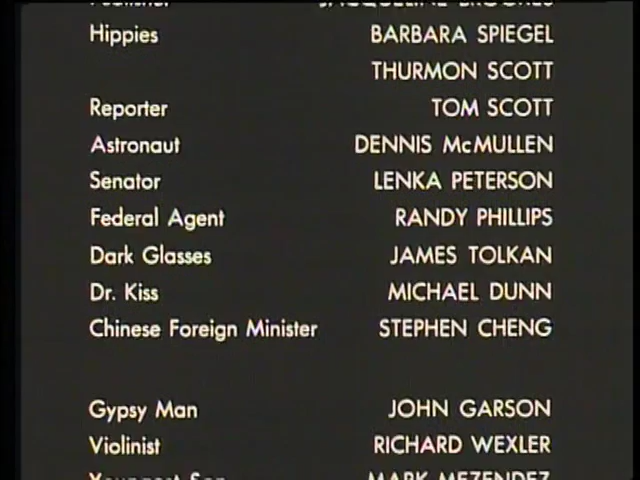 Hippies BARBARA SPIEGEL
THURMON SCOTT
Reporter TOM SCOTT
Astronaut DENNIS McMULLEN
Senator LENKA PETERSON
Federal Agent RANDY PHILLIPS
Dark Glasses JAMES TOLKAN
Dr. Kiss MICHAEL DUNN
Chinese Foreign Minister STEPHEN CHENG
Gypsy Man JOHN GARSON
Violinist RICHARD WEXLER